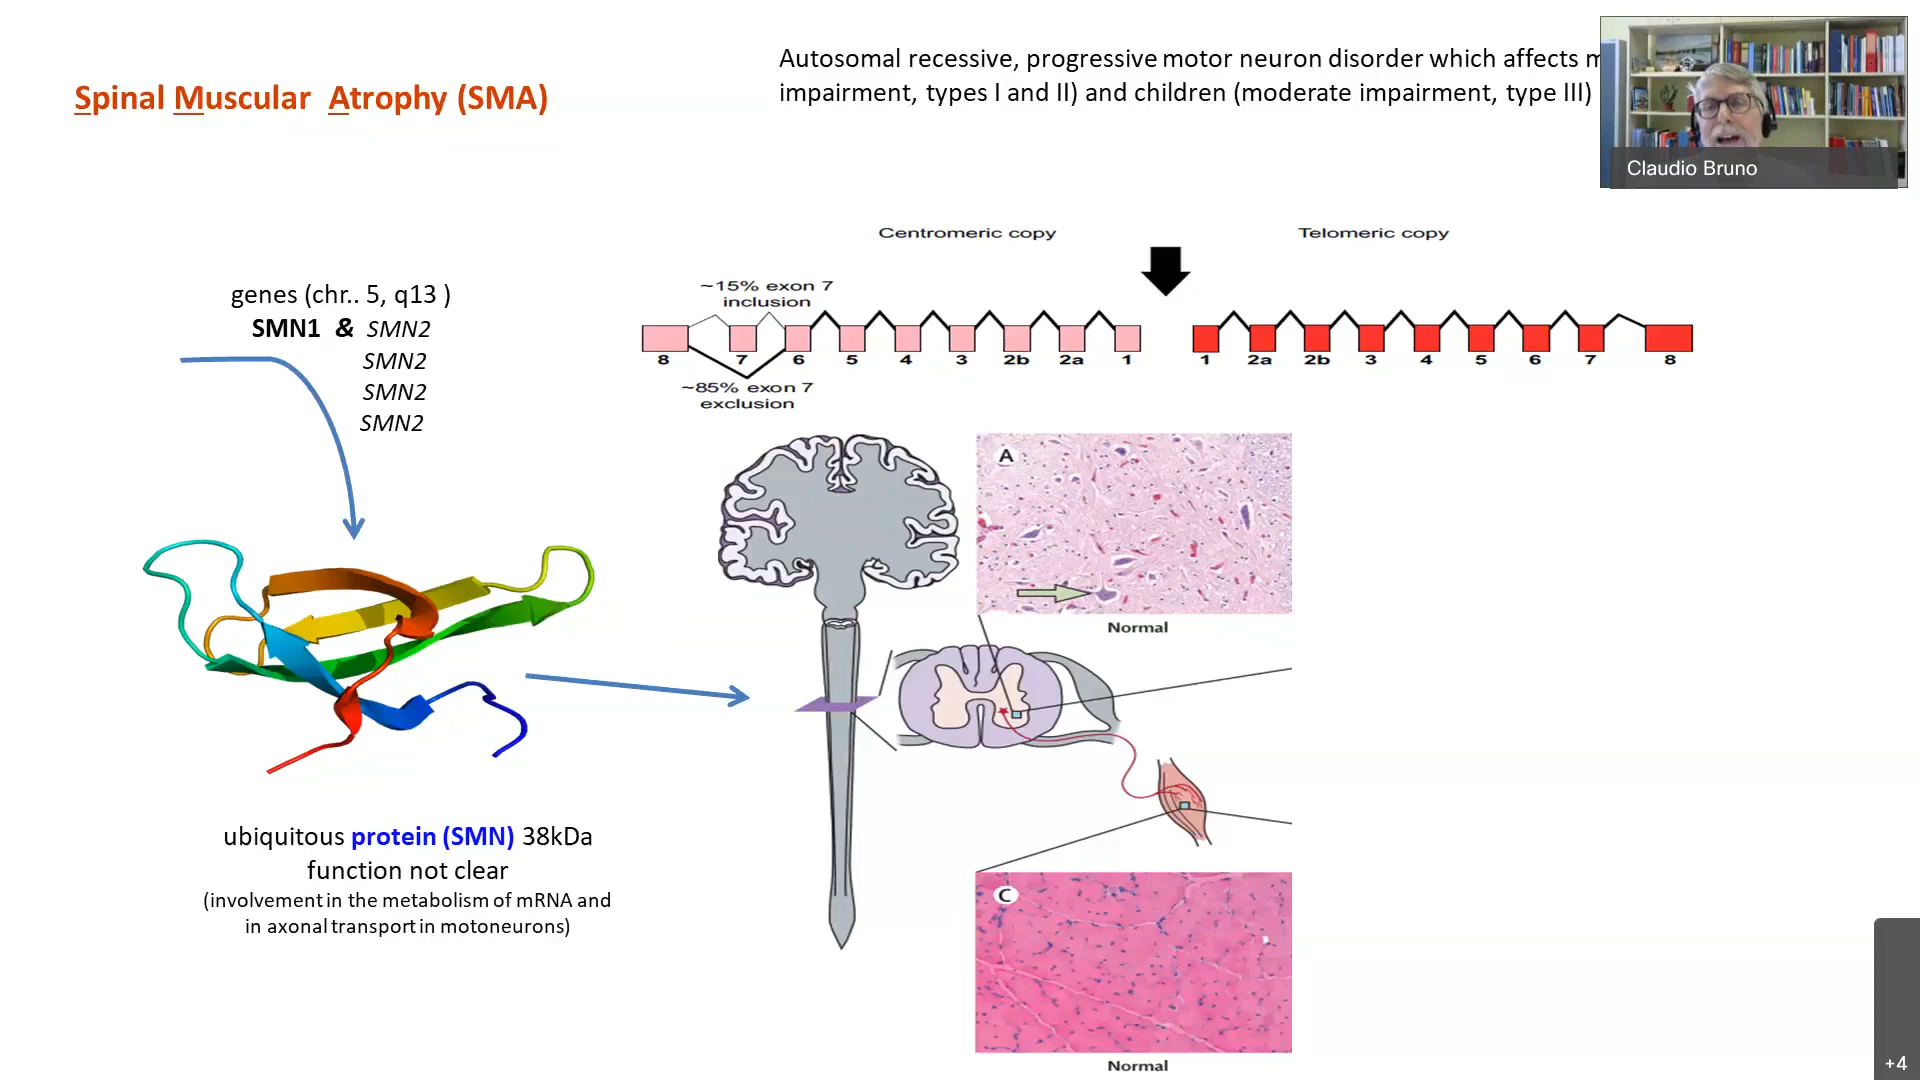 Spinal Muscular Atrophy (SMA)
Autosomal recessive, progressive motor neuron disorder which affects
impairment, types I and II) and children (moderate impairment, type III)
Claudio Bruno
Centromeric copy
Telomeric copy
~15% exon 7
inclusion
8 7 6 5 4 3 2b 2a 1
1 2a 2b 3 4 5 6 7 8
~85% exon 7
exclusion
genes (chr.. 5, q13 )
SMN1 & SMN2
SMN2
SMN2
SMN2
A
Normal
ubiquitous protein (SMN) 38kDa
function not clear
(involvement in the metabolism of mRNA and
in axonal transport in motoneurons)
C
Normal
+4